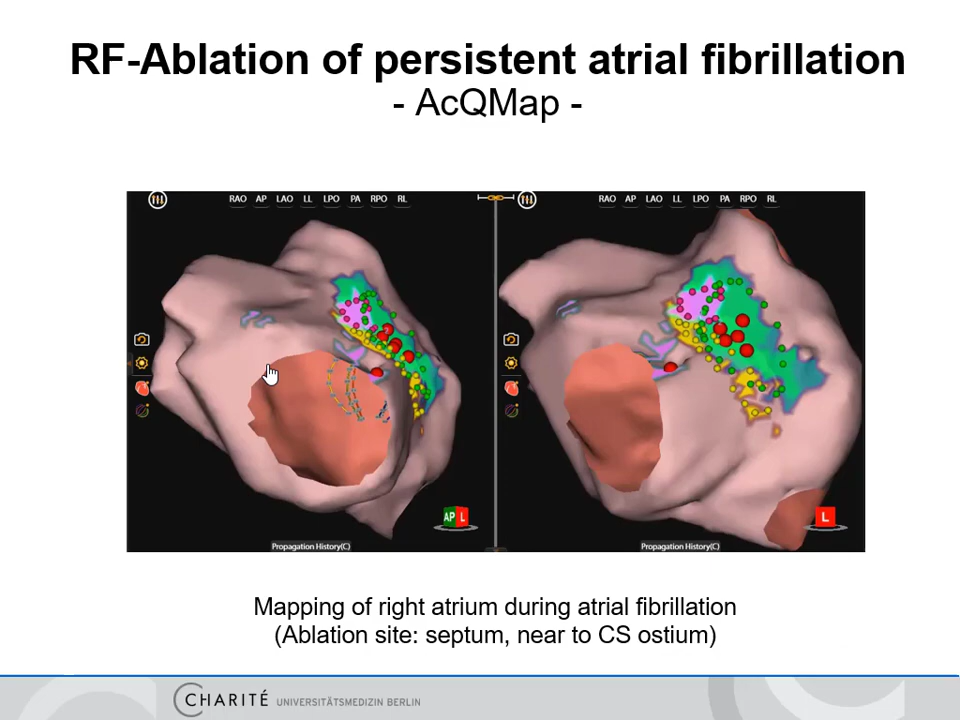 RF-Ablation of persistent atrial fibrillation
- AcQMap -
RAO AP LAO LL LPO PA RPO RL
RAO AP LAO LL LPO PA RPO RL
AP L
L
Propagation History(C)
Propagation History(C)
Mapping of right atrium during atrial fibrillation
(Ablation site: septum, near to CS ostium)
CHARITÉ UNIVERSITÄTSMEDIZIN BERLIN